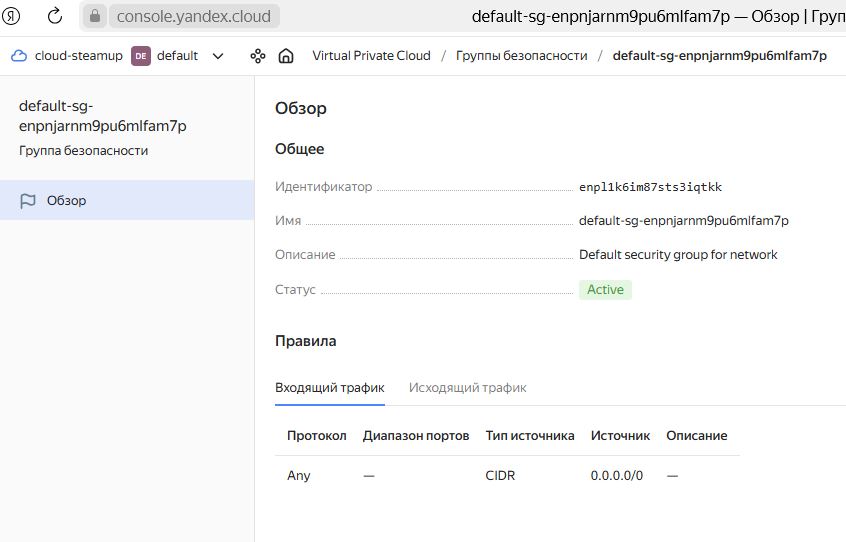 console.yandex.cloud
default-sg-enpnjarnm9pu6mlfam7p — Обзор | Груп
cloud-steamup DE default Virtual Private Cloud / Группы безопасности / default-sg-enpnjarnm9pu6mlfam7p
default-sg-
enpnjarnm9pu6mlfam7p
Группа безопасности
Обзор
Обзор
Общее
Идентификатор enpl1k6im87sts3iqtkk
Имя default-sg-enpnjarnm9pu6mlfam7p
Описание Default security group for network
Статус Active
Правила
Входящий трафик Исходящий трафик
Протокол Диапазон портов Тип источника Источник Описание
Any — CIDR 0.0.0.0/0 —